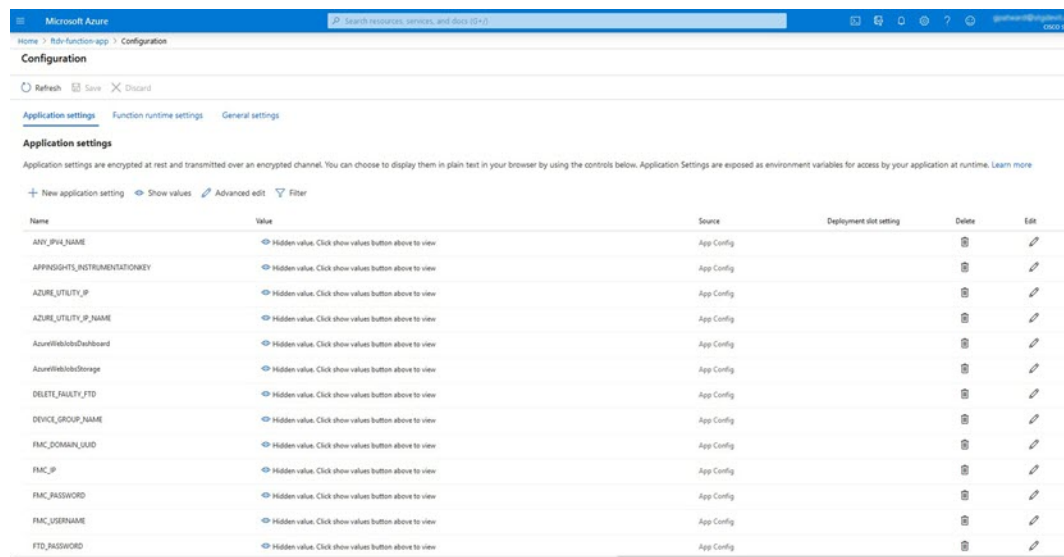 Microsoft Azure
Search resources, services, and docs (G+/)
Home > ftdv-function-app > Configuration
Configuration
Refresh Save Discard
Application settings Function runtime settings General settings
Application settings
Application settings are encrypted at rest and transmitted over an encrypted channel. You can choose to display them in plain text in your browser by using the controls below. Application Settings are exposed as environment variables for access by your application at runtime. Learn more
New application setting Show values Advanced edit Filter
Name Value Source Deployment slot setting Delete Edit
ANY_IPV4_NAME Hidden value. Click show values button above to view App Config
APPINSIGHTS_INSTRUMENTATIONKEY Hidden value. Click show values button above to view App Config
AZURE_UTILITY_IP Hidden value. Click show values button above to view App Config
AZURE_UTILITY_IP_NAME Hidden value. Click show values button above to view App Config
AzureWebJobsDashboard Hidden value. Click show values button above to view App Config
AzureWebJobsStorage Hidden value. Click show values button above to view App Config
DELETE_FAULTY_FTD Hidden value. Click show values button above to view App Config
DEVICE_GROUP_NAME Hidden value. Click show values button above to view App Config
FMC_DOMAIN_UUID Hidden value. Click show values button above to view App Config
FMC_IP Hidden value. Click show values button above to view App Config
FMC_PASSWORD Hidden value. Click show values button above to view App Config
FMC_USERNAME Hidden value. Click show values button above to view App Config
FTD_PASSWORD Hidden value. Click show values button above to view App Config